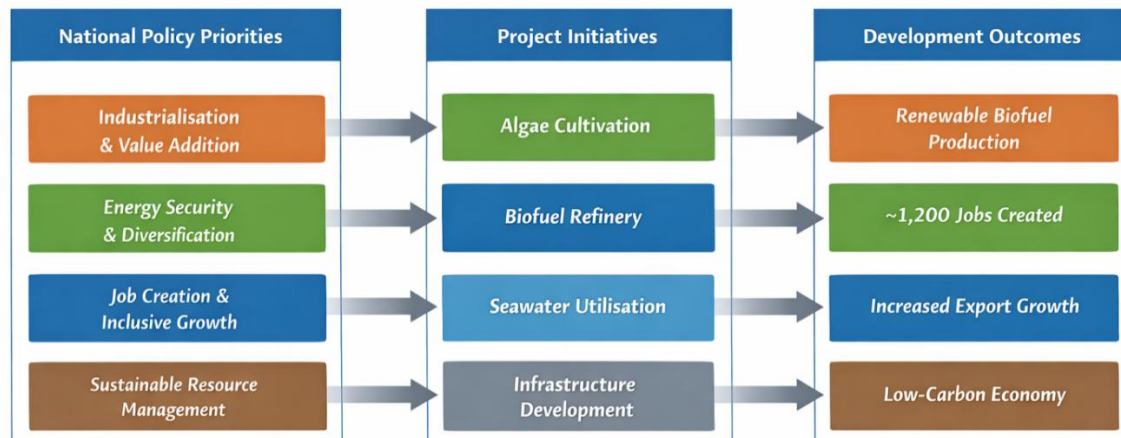 National Policy Priorities
Project Initiatives
Development Outcomes
Industrialisation
& Value Addition
Algae Cultivation
Renewable Biofuel
Production
Energy Security
& Diversification
Biofuel Refinery
~1,200 Jobs Created
Job Creation &
Inclusive Growth
Seawater Utilisation
Increased Export Growth
Sustainable Resource
Management
Infrastructure
Development
Low-Carbon Economy